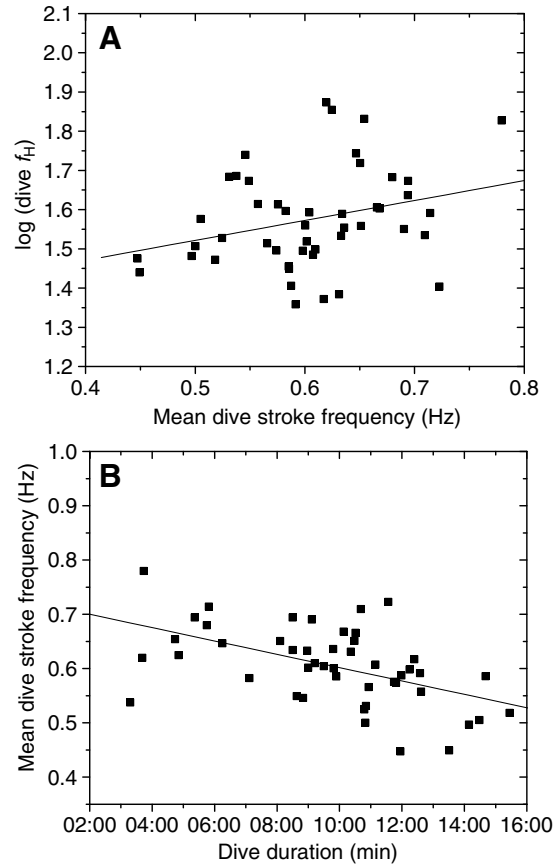 A
2.1
2.0
1.9
1.8
1.7
1.6
1.5
1.4
1.3
1.2
log (dive fH)
0.4 0.5 0.6 0.7 0.8
Mean dive stroke frequency (Hz)
B
1.0
0.9
0.8
0.7
0.6
0.5
0.4
Mean dive stroke frequency (Hz)
02:00 04:00 06:00 08:00 10:00 12:00 14:00 16:00
Dive duration (min)